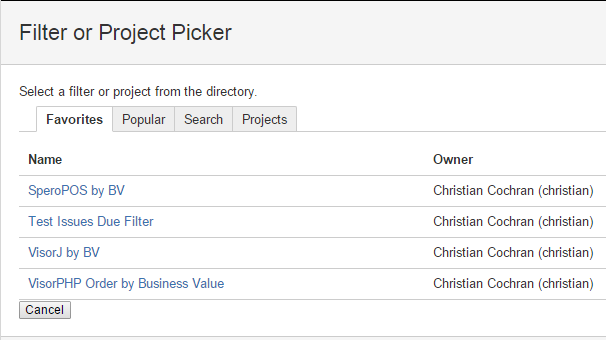 Filter or Project Picker
Select a filter or project from the directory.
Favorites Popular Search Projects
Name Owner
SperoPOS by BV Christian Cochran (christian)
Test Issues Due Filter Christian Cochran (christian)
VisorJ by BV Christian Cochran (christian)
VisorPHP Order by Business Value Christian Cochran (christian)
Cancel